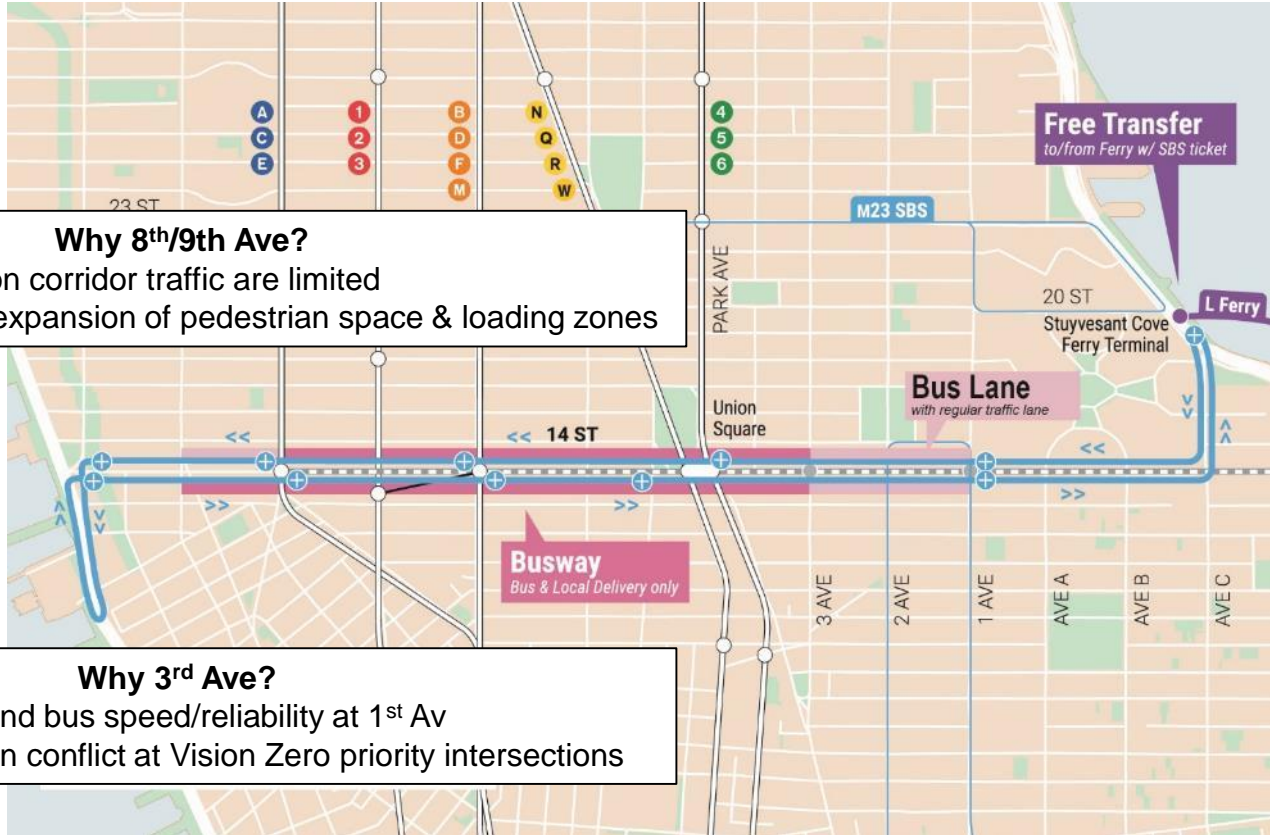 A
C
E
1
2
3
B
D
F
M
N
Q
R
W
4
5
6
Free Transfer
to/from Ferry w/ SBS ticket
23 ST
M23 SBS
Why 8th/9th Ave?
on corridor traffic are limited
expansion of pedestrian space & loading zones
PARK AVE
20 ST
L Ferry
Stuyvesant Cove
Ferry Terminal
Bus Lane
with regular traffic lane
Union
Square
<<
<< 14 ST
<<
>>
>>
>>
Busway
Bus & Local Delivery only
3 AVE
2 AVE
1 AVE
AVE A
AVE B
AVE C
Why 3rd Ave?
bus speed/reliability at 1st Av
conflict at Vision Zero priority intersections